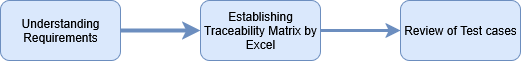 Understanding
Requirements
Establishing
Traceability Matrix by
Excel
Review of Test cases